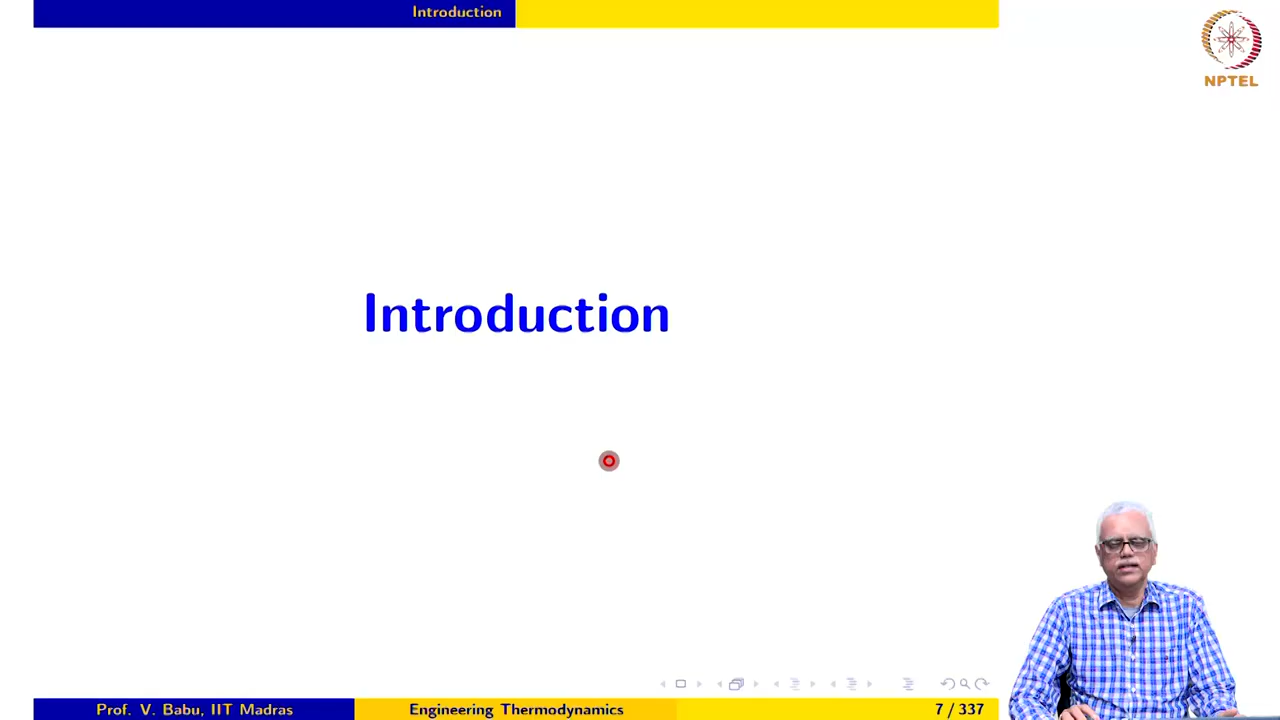 Introduction
NPTEL
Introduction
Prof. V. Babu, IIT Madras
Engineering Thermodynamics
7 / 337